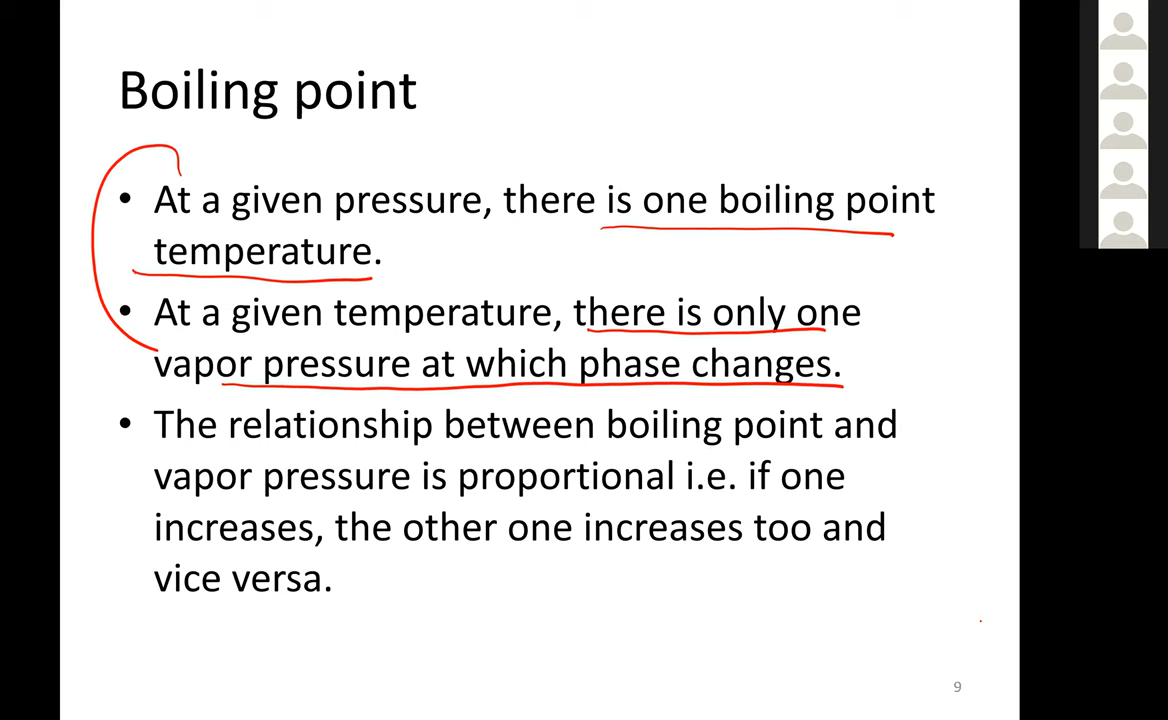 Boiling point
• At a given pressure, there is one boiling point
temperature.
• At a given temperature, there is only one
vapor pressure at which phase changes.
• The relationship between boiling point and
vapor pressure is proportional i.e. if one
increases, the other one increases too and
vice versa.
9